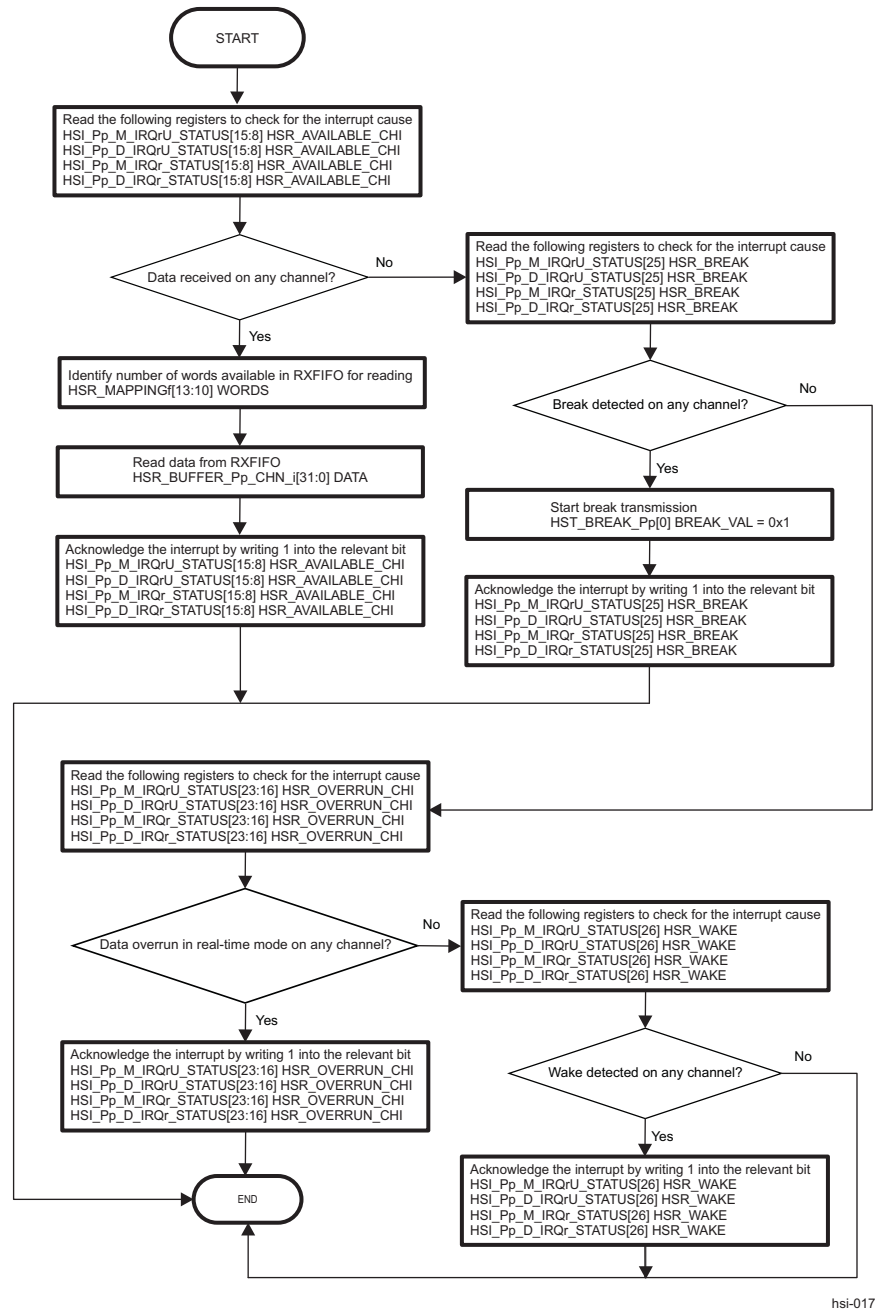 START
Read the following registers to check for the interrupt cause
HSI_Pp_M_IRQrU_STATUS[15:8] HSR_AVAILABLE_CHI
HSI_Pp_D_IRQrU_STATUS[15:8] HSR_AVAILABLE_CHI
HSI_Pp_M_IRQr_STATUS[15:8] HSR_AVAILABLE_CHI
HSI_Pp_D_IRQr_STATUS[15:8] HSR_AVAILABLE_CHI
Data received on any channel?
No
Yes
Read the following registers to check for the interrupt cause
HSI_Pp_M_IRQrU_STATUS[25] HSR_BREAK
HSI_Pp_D_IRQrU_STATUS[25] HSR_BREAK
HSI_Pp_M_IRQr_STATUS[25] HSR_BREAK
HSI_Pp_D_IRQr_STATUS[25] HSR_BREAK
Identify number of words available in RXFIFO for reading
HSR_MAPPINGf[13:10] WORDS
Break detected on any channel?
No
Yes
Read data from RXFIFO
HSR_BUFFER_Pp_CHN_i[31:0] DATA
Start break transmission
HST_BREAK_Pp[0] BREAK_VAL = 0x1
Acknowledge the interrupt by writing 1 into the relevant bit
HSI_Pp_M_IRQrU_STATUS[15:8] HSR_AVAILABLE_CHI
HSI_Pp_D_IRQrU_STATUS[15:8] HSR_AVAILABLE_CHI
HSI_Pp_M_IRQr_STATUS[15:8] HSR_AVAILABLE_CHI
HSI_Pp_D_IRQr_STATUS[15:8] HSR_AVAILABLE_CHI
Acknowledge the interrupt by writing 1 into the relevant bit
HSI_Pp_M_IRQrU_STATUS[25] HSR_BREAK
HSI_Pp_D_IRQrU_STATUS[25] HSR_BREAK
HSI_Pp_M_IRQr_STATUS[25] HSR_BREAK
HSI_Pp_D_IRQr_STATUS[25] HSR_BREAK
Read the following registers to check for the interrupt cause
HSI_Pp_M_IRQrU_STATUS[23:16] HSR_OVERRUN_CHI
HSI_Pp_D_IRQrU_STATUS[23:16] HSR_OVERRUN_CHI
HSI_Pp_M_IRQr_STATUS[23:16] HSR_OVERRUN_CHI
HSI_Pp_D_IRQr_STATUS[23:16] HSR_OVERRUN_CHI
Data overrun in real-time mode on any channel?
No
Yes
Read the following registers to check for the interrupt cause
HSI_Pp_M_IRQrU_STATUS[26] HSR_WAKE
HSI_Pp_D_IRQrU_STATUS[26] HSR_WAKE
HSI_Pp_M_IRQr_STATUS[26] HSR_WAKE
HSI_Pp_D_IRQr_STATUS[26] HSR_WAKE
Acknowledge the interrupt by writing 1 into the relevant bit
HSI_Pp_M_IRQrU_STATUS[23:16] HSR_OVERRUN_CHI
HSI_Pp_D_IRQrU_STATUS[23:16] HSR_OVERRUN_CHI
HSI_Pp_M_IRQr_STATUS[23:16] HSR_OVERRUN_CHI
HSI_Pp_D_IRQr_STATUS[23:16] HSR_OVERRUN_CHI
Wake detected on any channel?
No
Yes
Acknowledge the interrupt by writing 1 into the relevant bit
HSI_Pp_M_IRQrU_STATUS[26] HSR_WAKE
HSI_Pp_D_IRQrU_STATUS[26] HSR_WAKE
HSI_Pp_M_IRQr_STATUS[26] HSR_WAKE
HSI_Pp_D_IRQr_STATUS[26] HSR_WAKE
END
hsi-017